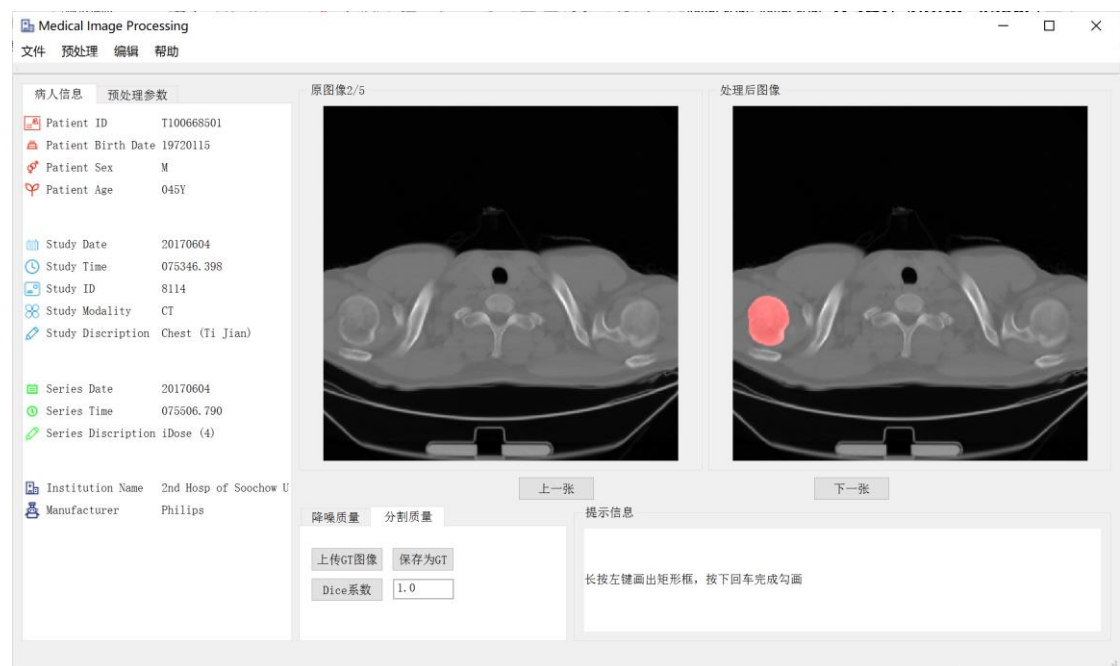 Medical Image Processing
文件 预处理 编辑 帮助
病人信息 预处理参数
Patient ID T100668501
Patient Birth Date 19720115
Patient Sex M
Patient Age 045Y
Study Date 20170604
Study Time 075346.398
Study ID 8114
Study Modality CT
Study Discription Chest (Ti Jian)
Series Date 20170604
Series Time 075506.790
Series Discription iDose (4)
Institution Name 2nd Hosp of Soochow U
Manufacturer Philips
原图像2/5
处理后图像
上一张
下一张
降噪质量 分割质量
上传GT图像 保存为GT
Dice系数 1.0
提示信息
长按左键画出矩形框，按下回车完成勾画